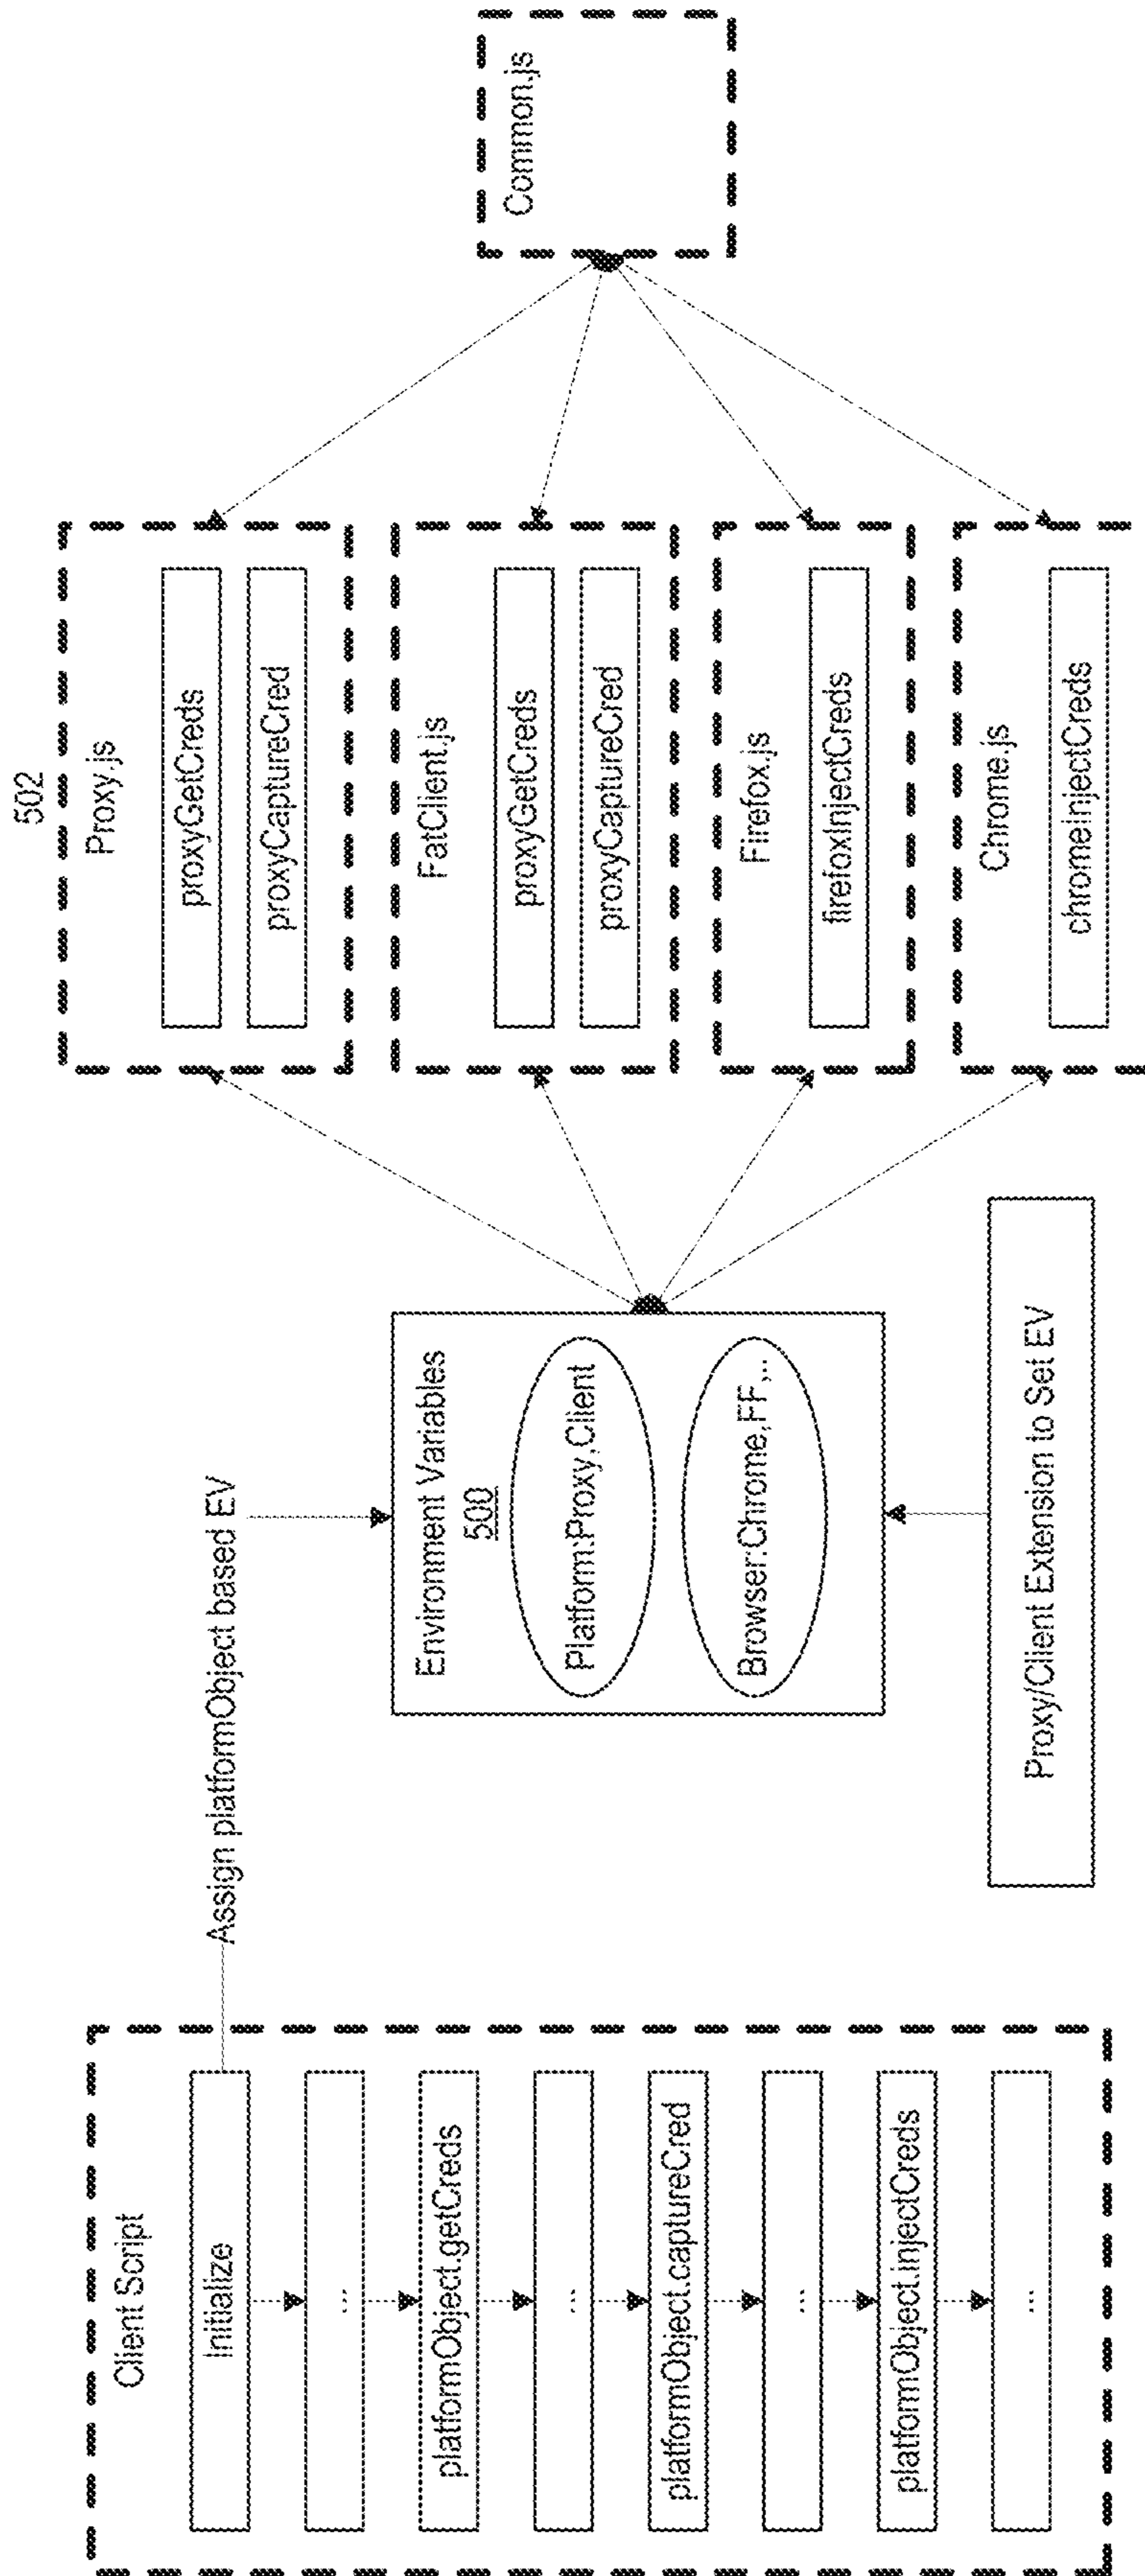 Client Script
Initialize
...
platformObject.getCreds
...
platformObject.captureCred
...
platformObject.injectCreds
...
Assign platformObject based EV
Environment Variables
500
Platform:Proxy,Client
Browser:Chrome,FF,..
Proxy/Client Extension to Set EV
502
Proxy.js
proxyGetCreds
proxyCaptureCred
FatClient.js
proxyGetCreds
proxyCaptureCred
Firefox.js
firefoxInjectCreds
Chrome.js
chromeInjectCreds
Common.js